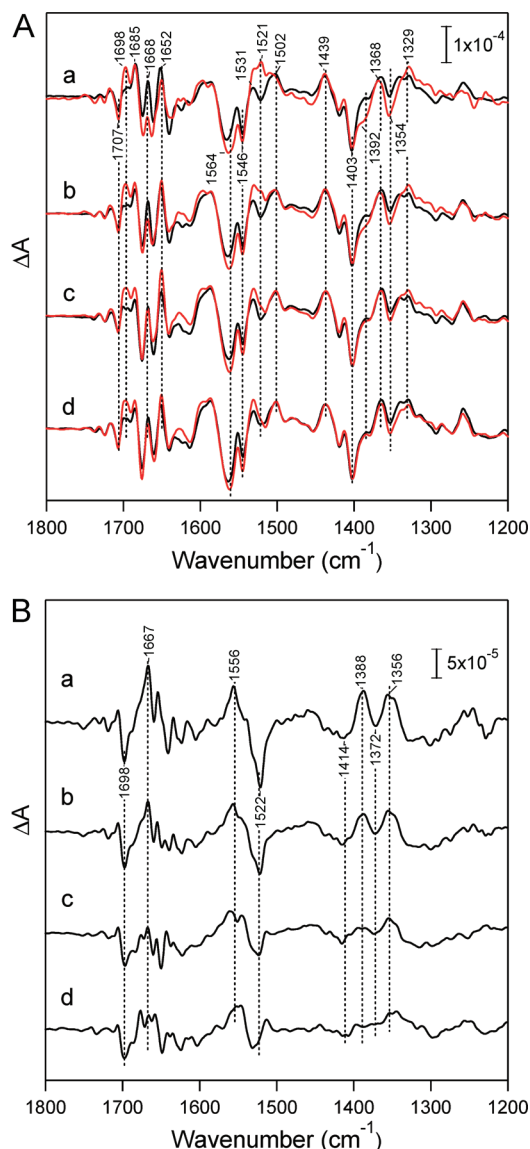 A
1698
1685
1668
1652
1531
1521
1502
1439
1368
1329
1x10-4
a
1707
1564
1546
1403
1392
1354
b
c
d
ΔA
1800 1700 1600 1500 1400 1300 1200
Wavenumber (cm-1)
B
1667
1556
1388
1356
5x10-5
a
1698
1522
1414
1372
b
c
d
ΔA
1800 1700 1600 1500 1400 1300 1200
Wavenumber (cm-1)